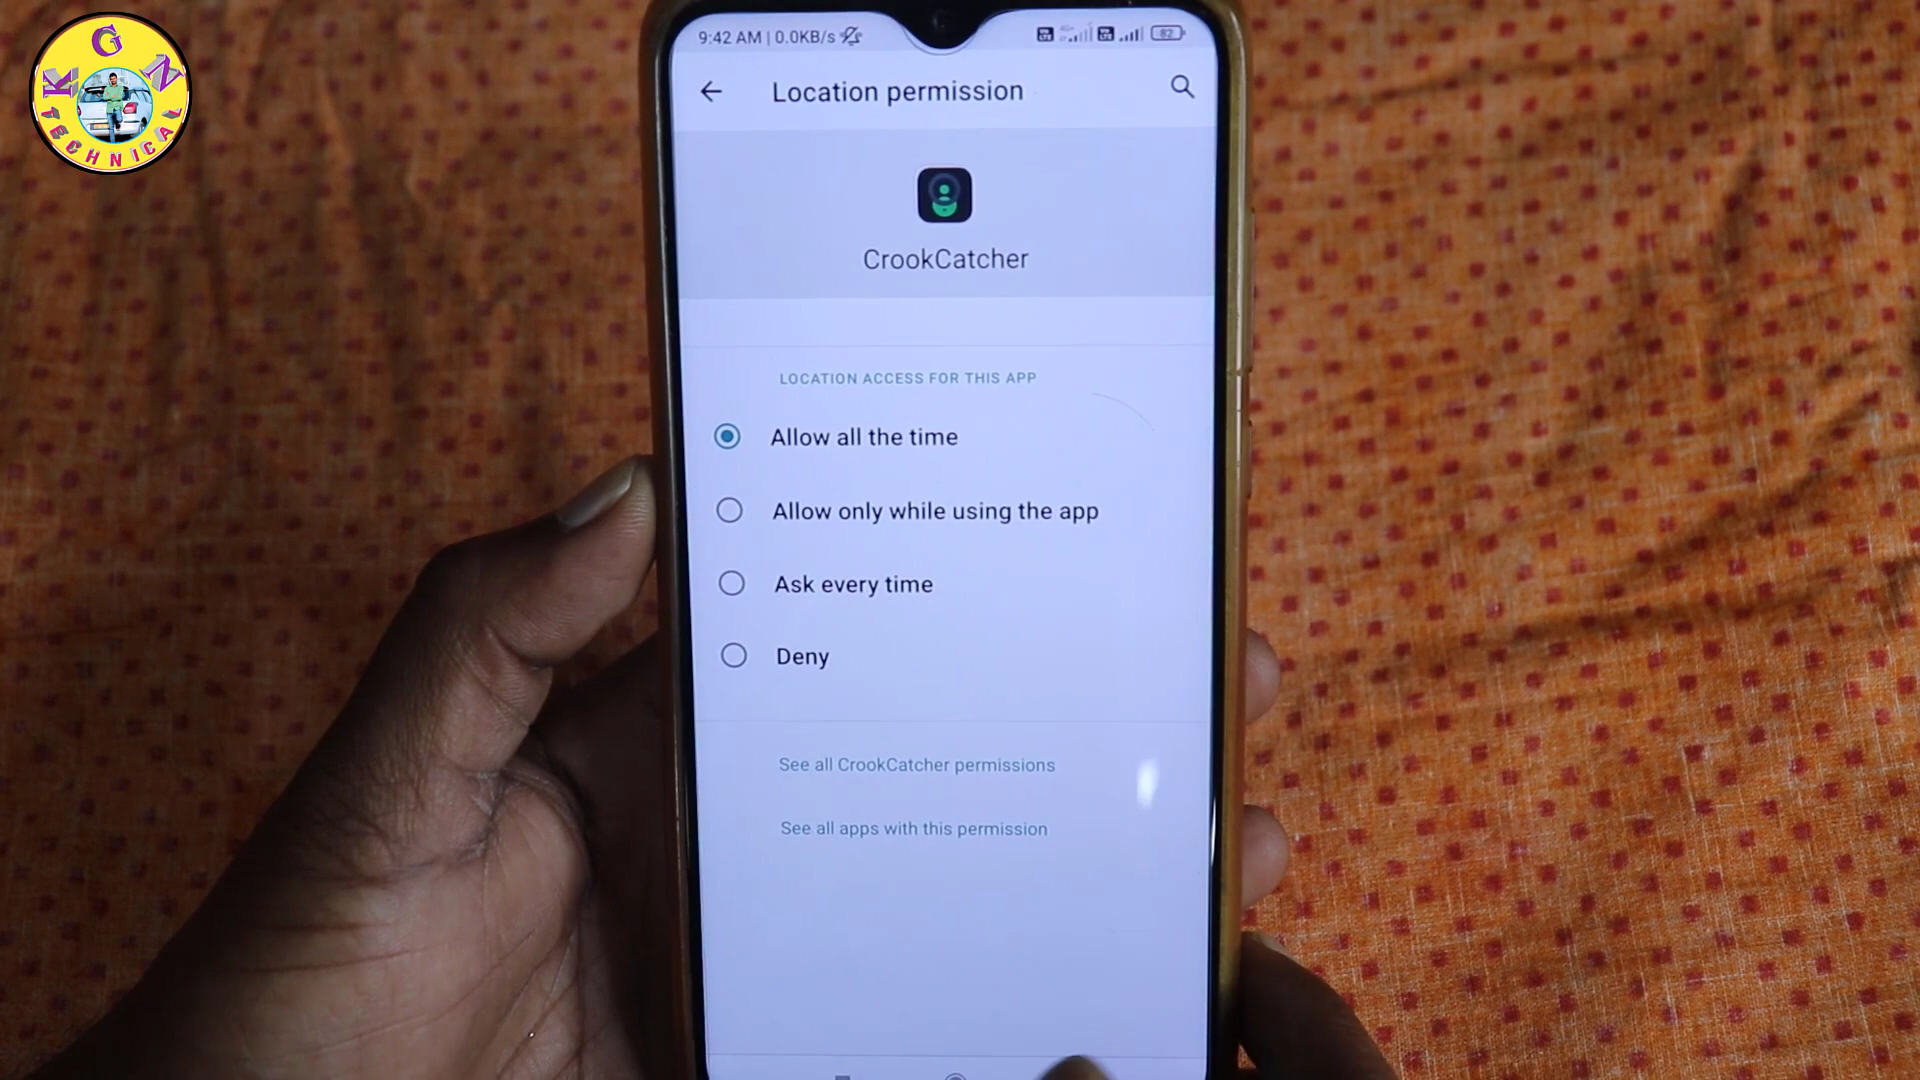 KGN
TECHNICAL
9:42 AM | 0.0KB/s
82
Location permission
CrookCatcher
LOCATION ACCESS FOR THIS APP
Allow all the time
Allow only while using the app
Ask every time
Deny
See all CrookCatcher permissions
See all apps with this permission